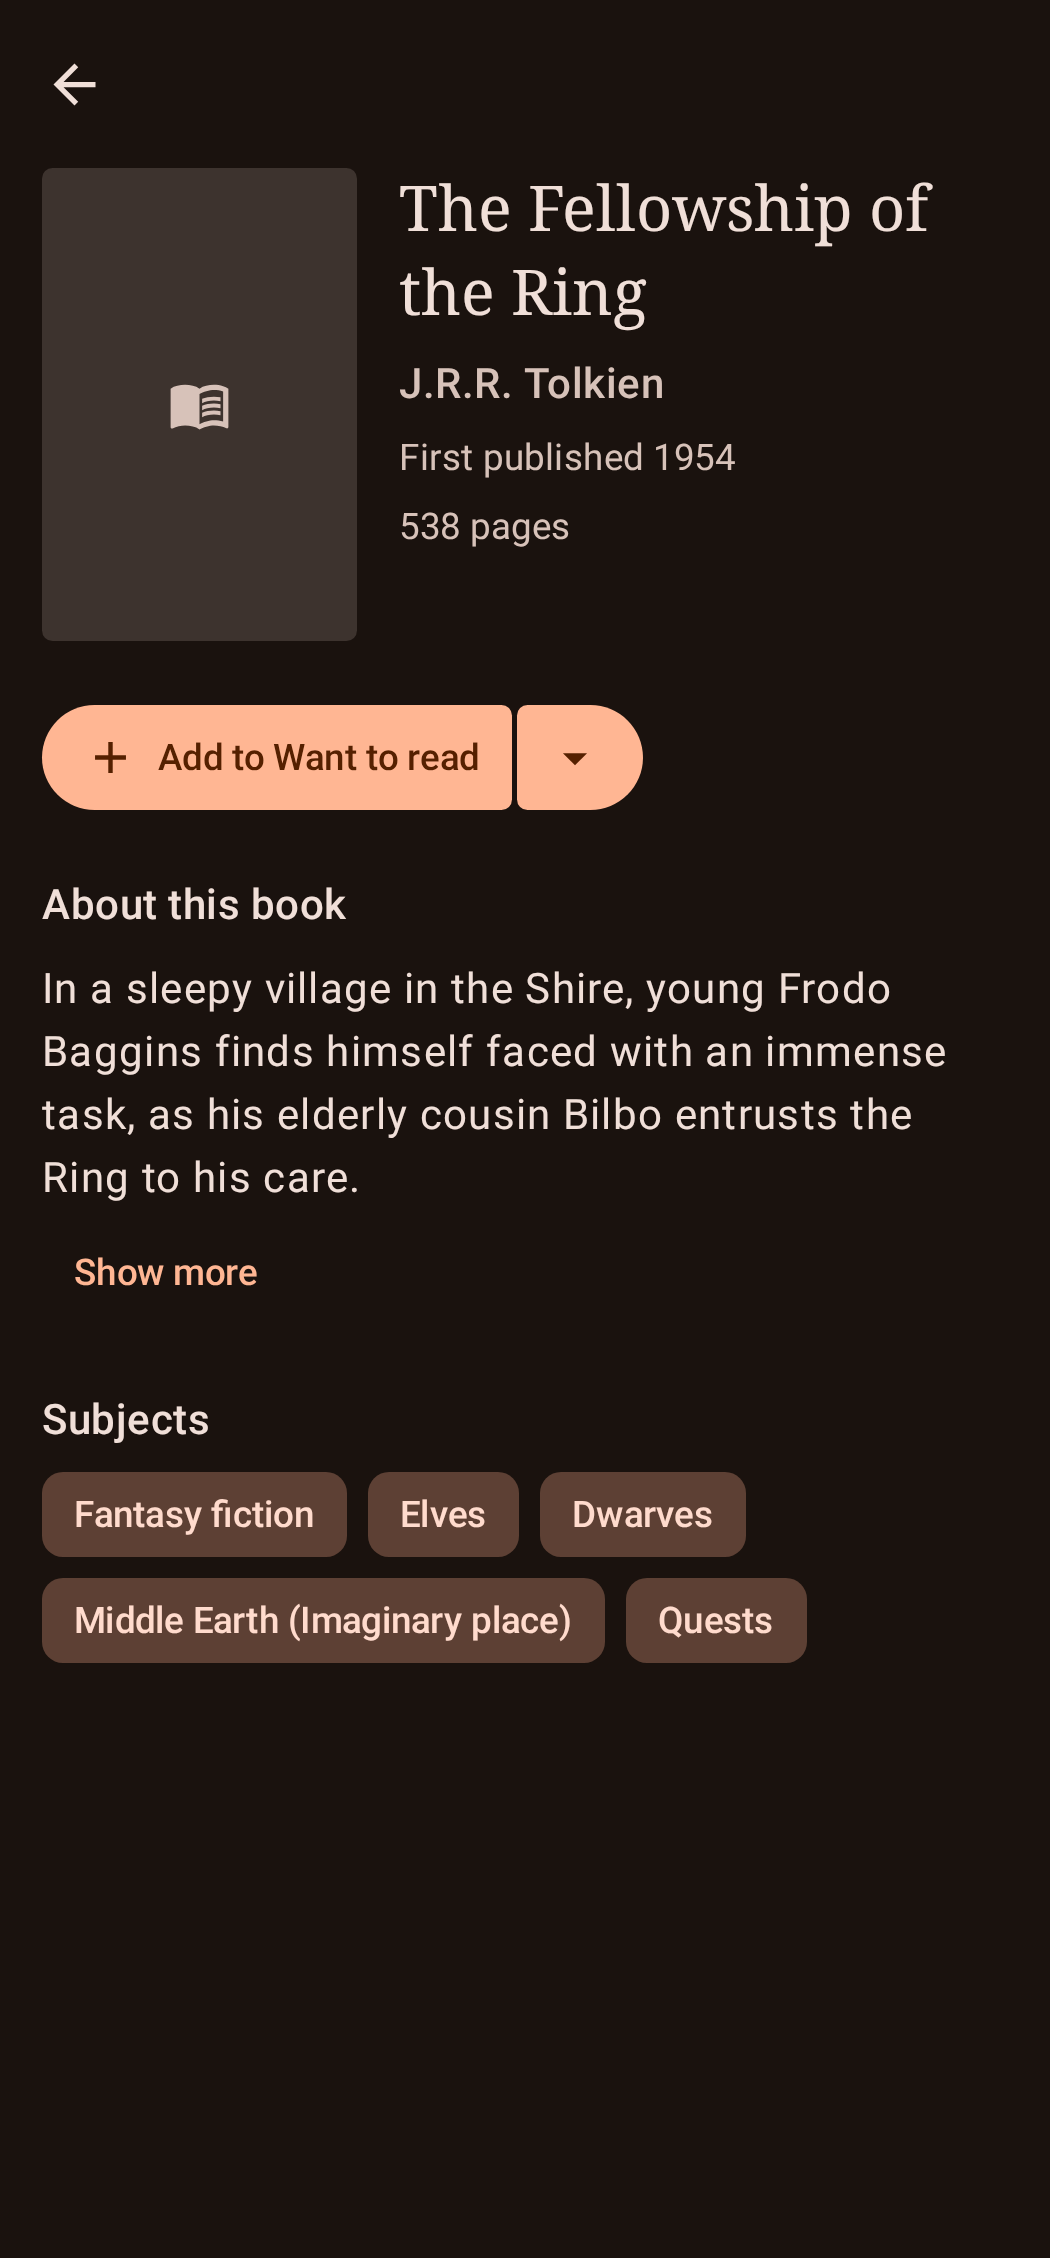 The Fellowship of
the Ring
J.R.R. Tolkien
First published 1954
538 pages
Add to Want to read
About this book
In a sleepy village in the Shire, young Frodo
Baggins finds himself faced with an immense
task, as his elderly cousin Bilbo entrusts the
Ring to his care.
Show more
Subjects
Fantasy fiction
Elves
Dwarves
Middle Earth (Imaginary place)
Quests